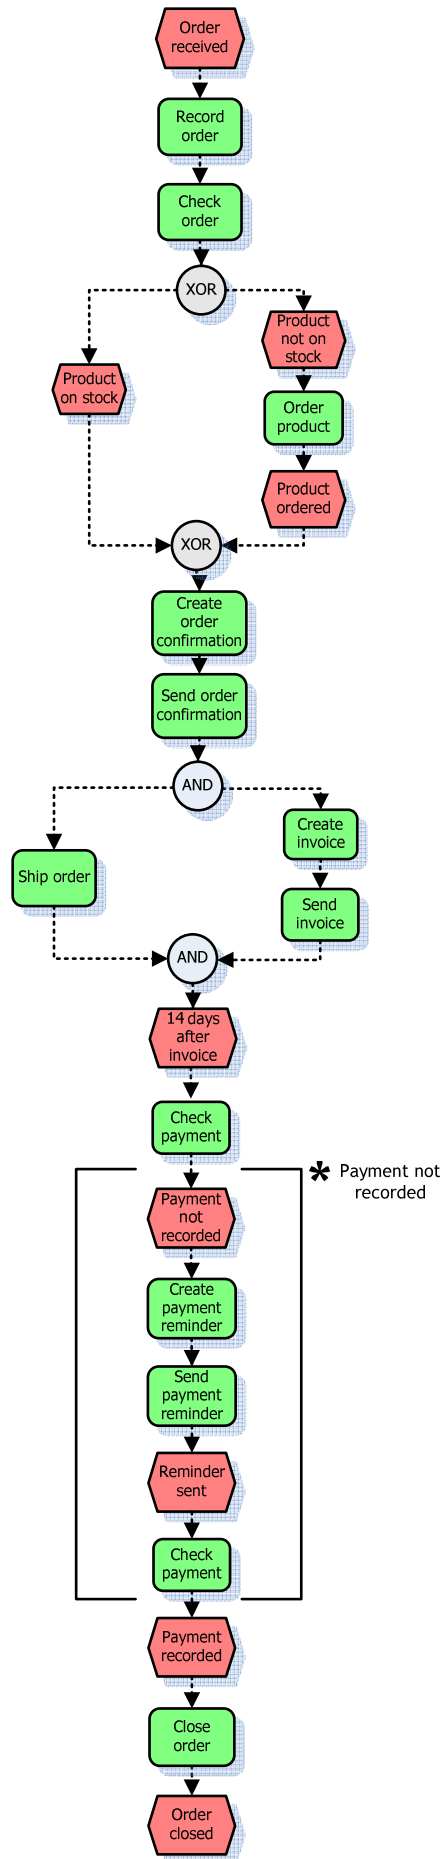 Order
received
Record
order
Check
order
XOR
Product
not on
stock
Product
on stock
Order
product
Product
ordered
XOR
Create
order
confirmation
Send order
confirmation
AND
Create
invoice
Ship order
Send
invoice
AND
14 days
after
invoice
Check
payment
* Payment not
recorded
Payment
not
recorded
Create
payment
reminder
Send
payment
reminder
Reminder
sent
Check
payment
Payment
recorded
Close
order
Order
closed